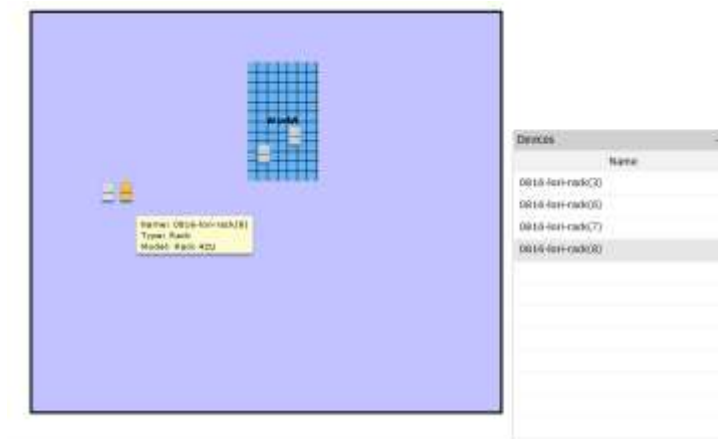 Name: 0816-lori-rack(8)
Type: Rack
Model: Rack 42U
Devices
Name
0816-lori-rack(3)
0816-lori-rack(6)
0816-lori-rack(7)
0816-lori-rack(8)